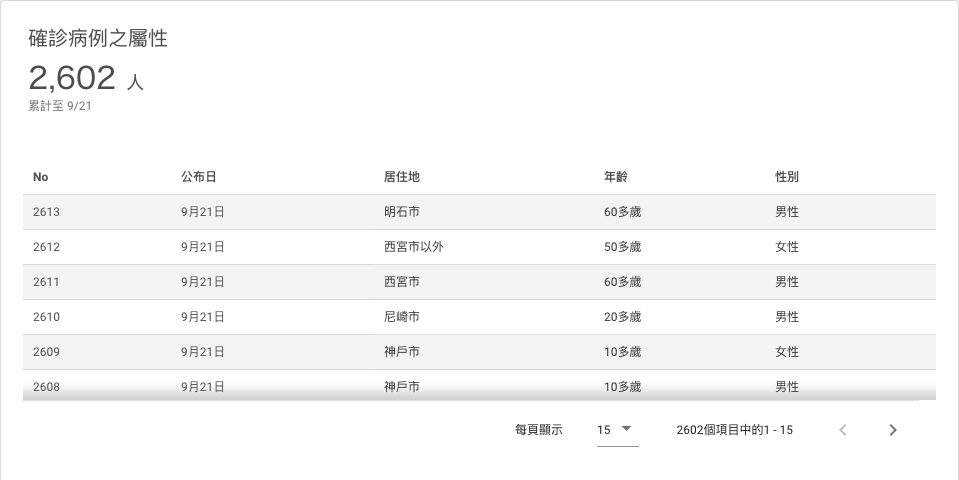 確診病例之屬性
2,602 人
累計至 9/21
No 公布日 居住地 年齡 性別
2613 9月21日 明石市 60多歲 男性
2612 9月21日 西宮市以外 50多歲 女性
2611 9月21日 西宮市 60多歲 男性
2610 9月21日 尼崎市 20多歲 男性
2609 9月21日 神戶市 10多歲 女性
2608 9月21日 神戶市 10多歲 男性
每頁顯示 15 2602個項目中的1 - 15